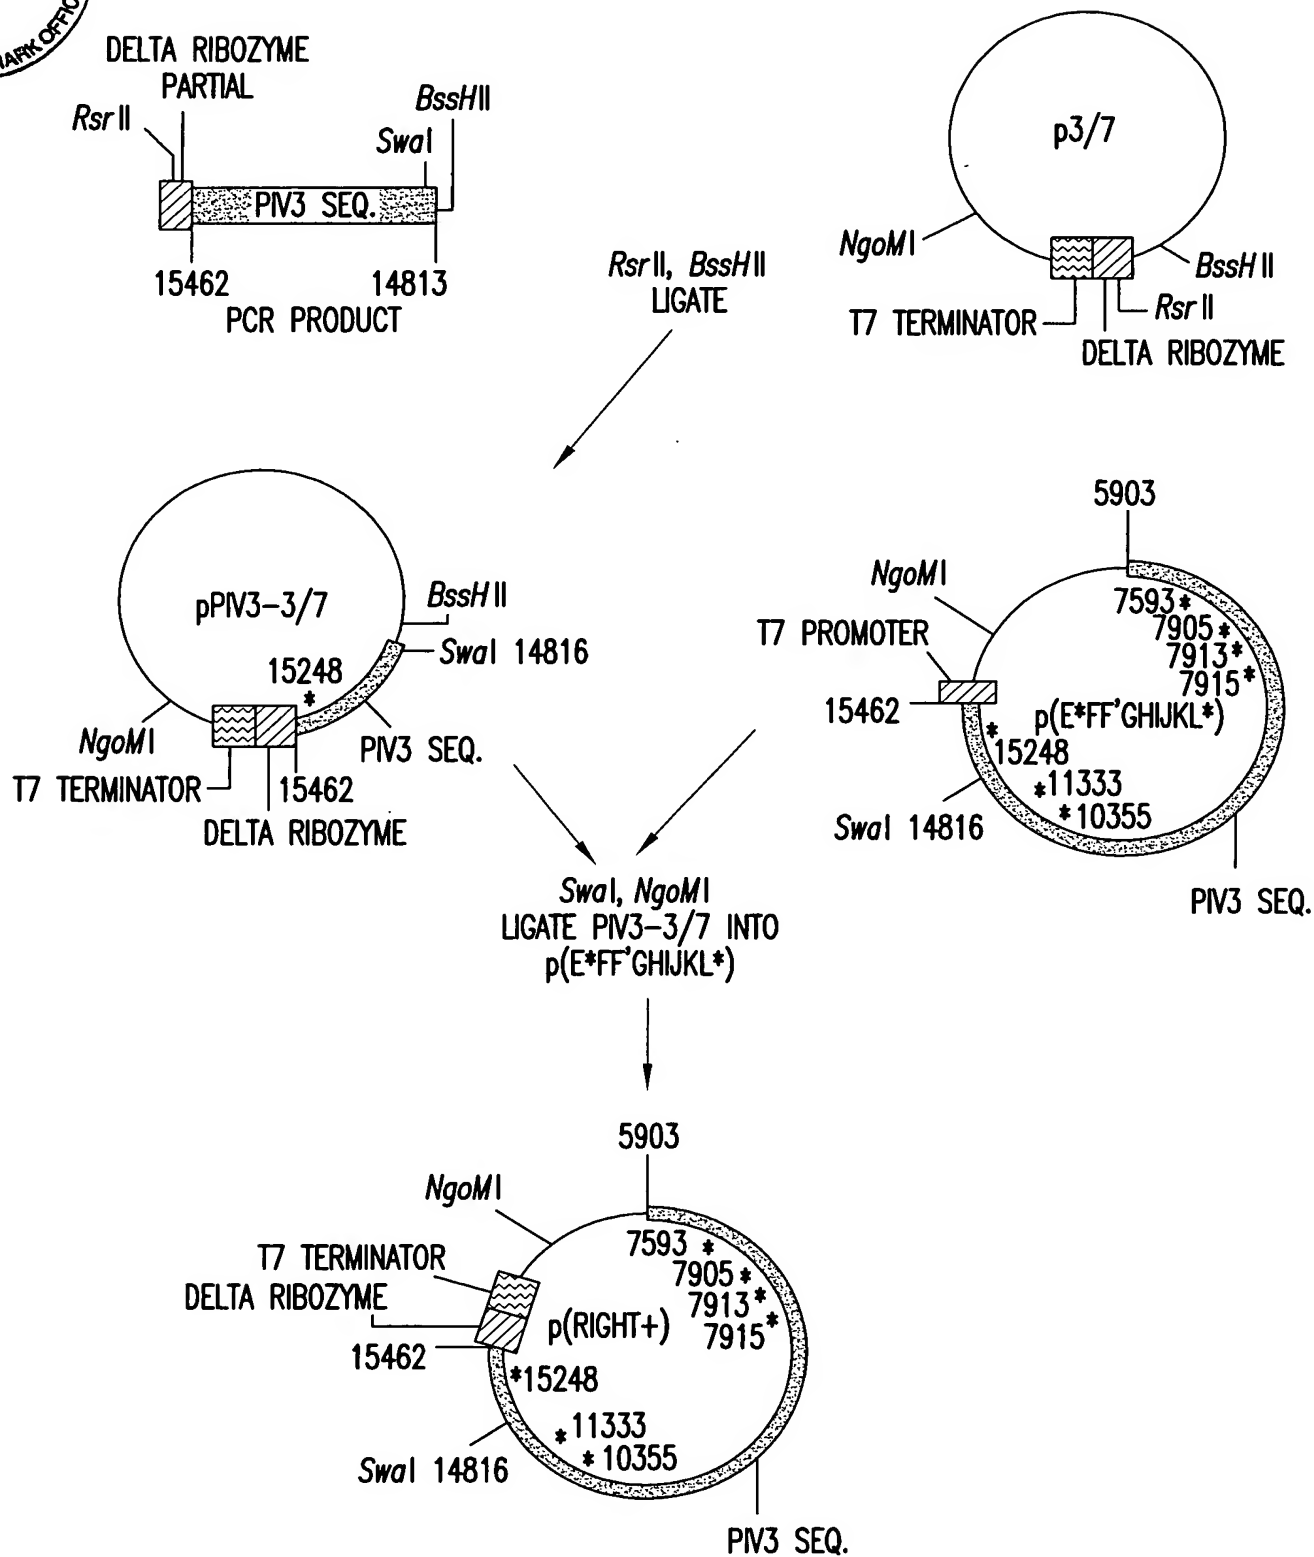 MARK OFFIC
DELTA RIBOZYME
PARTIAL
RsrII
BssHII
SwaI
PIV3 SEQ.
15462
14813
PCR PRODUCT
p3/7
NgoMI
BssHII
RsrII
T7 TERMINATOR
DELTA RIBOZYME
RsrII, BssHII
LIGATE
pPIV3-3/7
BssHII
SwaI 14816
15248
*
NgoMI
PIV3 SEQ.
T7 TERMINATOR
15462
DELTA RIBOZYME
5903
NgoMI
7593 *
7905 *
7913 *
7915 *
T7 PROMOTER
15462
p(E*FF'GHIJKL*)
*15248
*11333
*10355
SwaI 14816
PIV3 SEQ.
SwaI, NgoMI
LIGATE PIV3-3/7 INTO
p(E*FF'GHIJKL*)
5903
NgoMI
7593 *
7905 *
7913 *
7915 *
T7 TERMINATOR
DELTA RIBOZYME
p(RIGHT+)
15462
*15248
*11333
*10355
SwaI 14816
PIV3 SEQ.